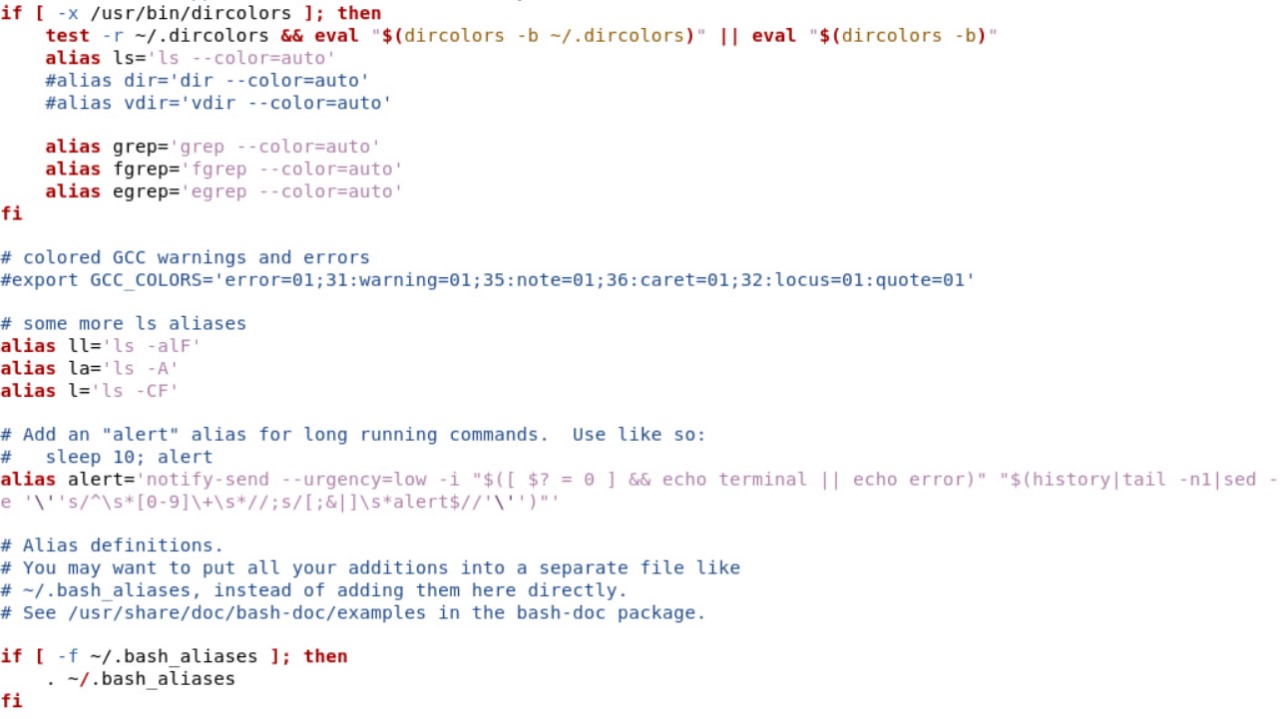 if [ -x /usr/bin/dircolors ]; then
    test -r ~/.dircolors && eval "$(dircolors -b ~/.dircolors)" || eval "$(dircolors -b)"
    alias ls='ls --color=auto'
    #alias dir='dir --color=auto'
    #alias vdir='vdir --color=auto'

    alias grep='grep --color=auto'
    alias fgrep='fgrep --color=auto'
    alias egrep='egrep --color=auto'
fi

# colored GCC warnings and errors
#export GCC_COLORS='error=01;31:warning=01;35:note=01;36:caret=01;32:locus=01:quote=01'

# some more ls aliases
alias ll='ls -alF'
alias la='ls -A'
alias l='ls -CF'

# Add an "alert" alias for long running commands.  Use like so:
#   sleep 10; alert
alias alert='notify-send --urgency=low -i "$([ $? = 0 ] && echo terminal || echo error)" "$(history|tail -n1|sed -
e '\''s/^\s*[0-9]\+\s*//;s/[;&|]\s*alert$//'\'')"'

# Alias definitions.
# You may want to put all your additions into a separate file like
# ~/.bash_aliases, instead of adding them here directly.
# See /usr/share/doc/bash-doc/examples in the bash-doc package.

if [ -f ~/.bash_aliases ]; then
    . ~/.bash_aliases
fi